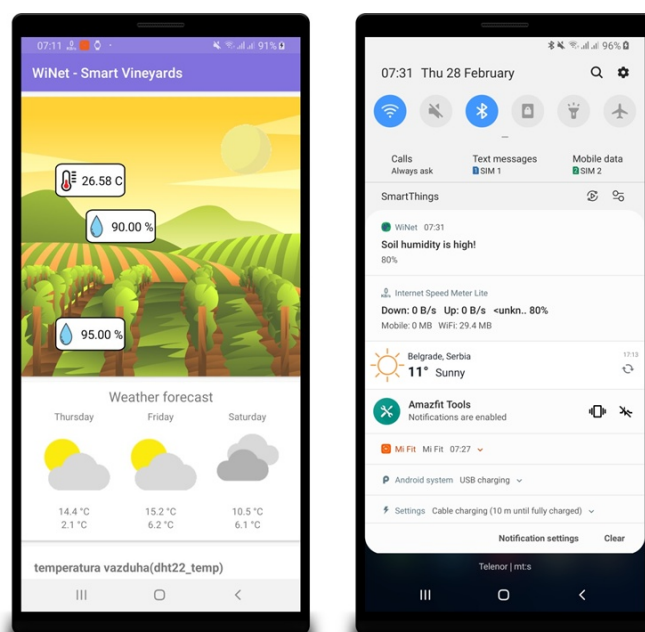 07:11
91%
WiNet - Smart Vineyards
26.58 C
90.00 %
95.00 %
Weather forecast
Thursday Friday Saturday
14.4 °C 15.2 °C 10.5 °C
2.1 °C 6.2 °C 6.1 °C
temperatura vazduha(dht22_temp)
96%
07:31 Thu 28 February
Calls Text messages Mobile data
Always ask 1 SIM 1 2 SIM 2
SmartThings
WiNet 07:31
Soil humidity is high!
80%
Internet Speed Meter Lite
Down: 0 B/s Up: 0 B/s <unkn.. 80%
Mobile: 0 MB WiFi: 29.4 MB
Belgrade, Serbia 17:13
11° Sunny
Amazfit Tools
Notifications are enabled
Mi Fit Mi Fit 07:27
Android system USB charging
Settings Cable charging (10 m until fully charged)
Notification settings Clear
Telenor | mt:s